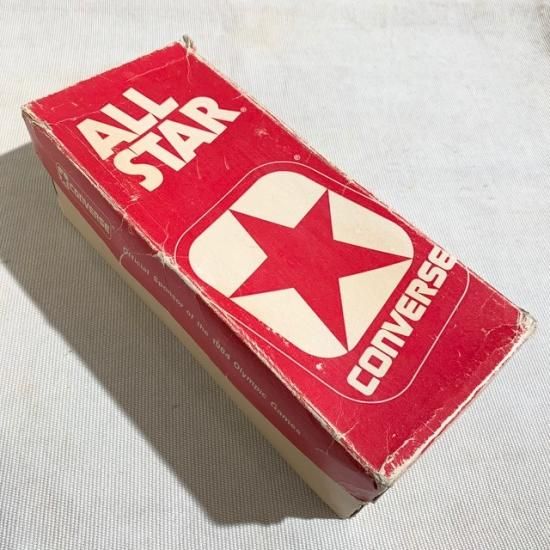 ALL
STAR®
®
CONVERSE
CONVERSE®
Official Sponsor of the 1984 Olympic Games